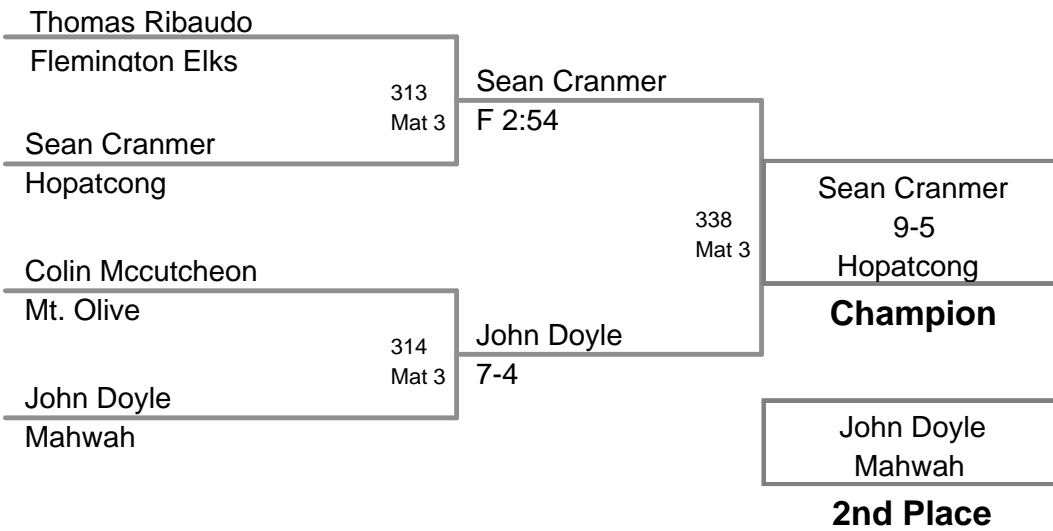 Thomas Ribaudo
Flemington Elks
313
Mat 3
Sean Cranmer
F 2:54
Sean Cranmer
Hopatcong
338
Mat 3
Sean Cranmer
9-5
Hopatcong
Champion
Colin Mccutcheon
Mt. Olive
314
Mat 3
John Doyle
7-4
John Doyle
Mahwah
John Doyle
Mahwah
2nd Place